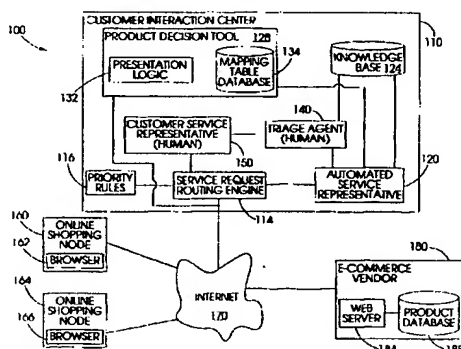 CUSTOMER INTERACTION CENTER
110
100
PRODUCT DECISION TOOL 128
134
PRESENTATION
LOGIC
MAPPING
TABLE
DATABASE
KNOWLEDGE
BASE 124
132
140
CUSTOMER SERVICE
REPRESENTATIVE
(HUMAN)
TRIAGE AGENT
(HUMAN)
116
150
120
PRIORITY
RULES
SERVICE REQUEST
ROUTING ENGINE
AUTOMATED
SERVICE
REPRESENTATIVE
160
ONLINE
SHOPPING
NODE
162
BROWSER
114
180
164
ONLINE
SHOPPING
NODE
166
BROWSER
INTERNET
170
E-COMMERCE
VENDOR
WEB
SERVER
PRODUCT
DATABASE
184